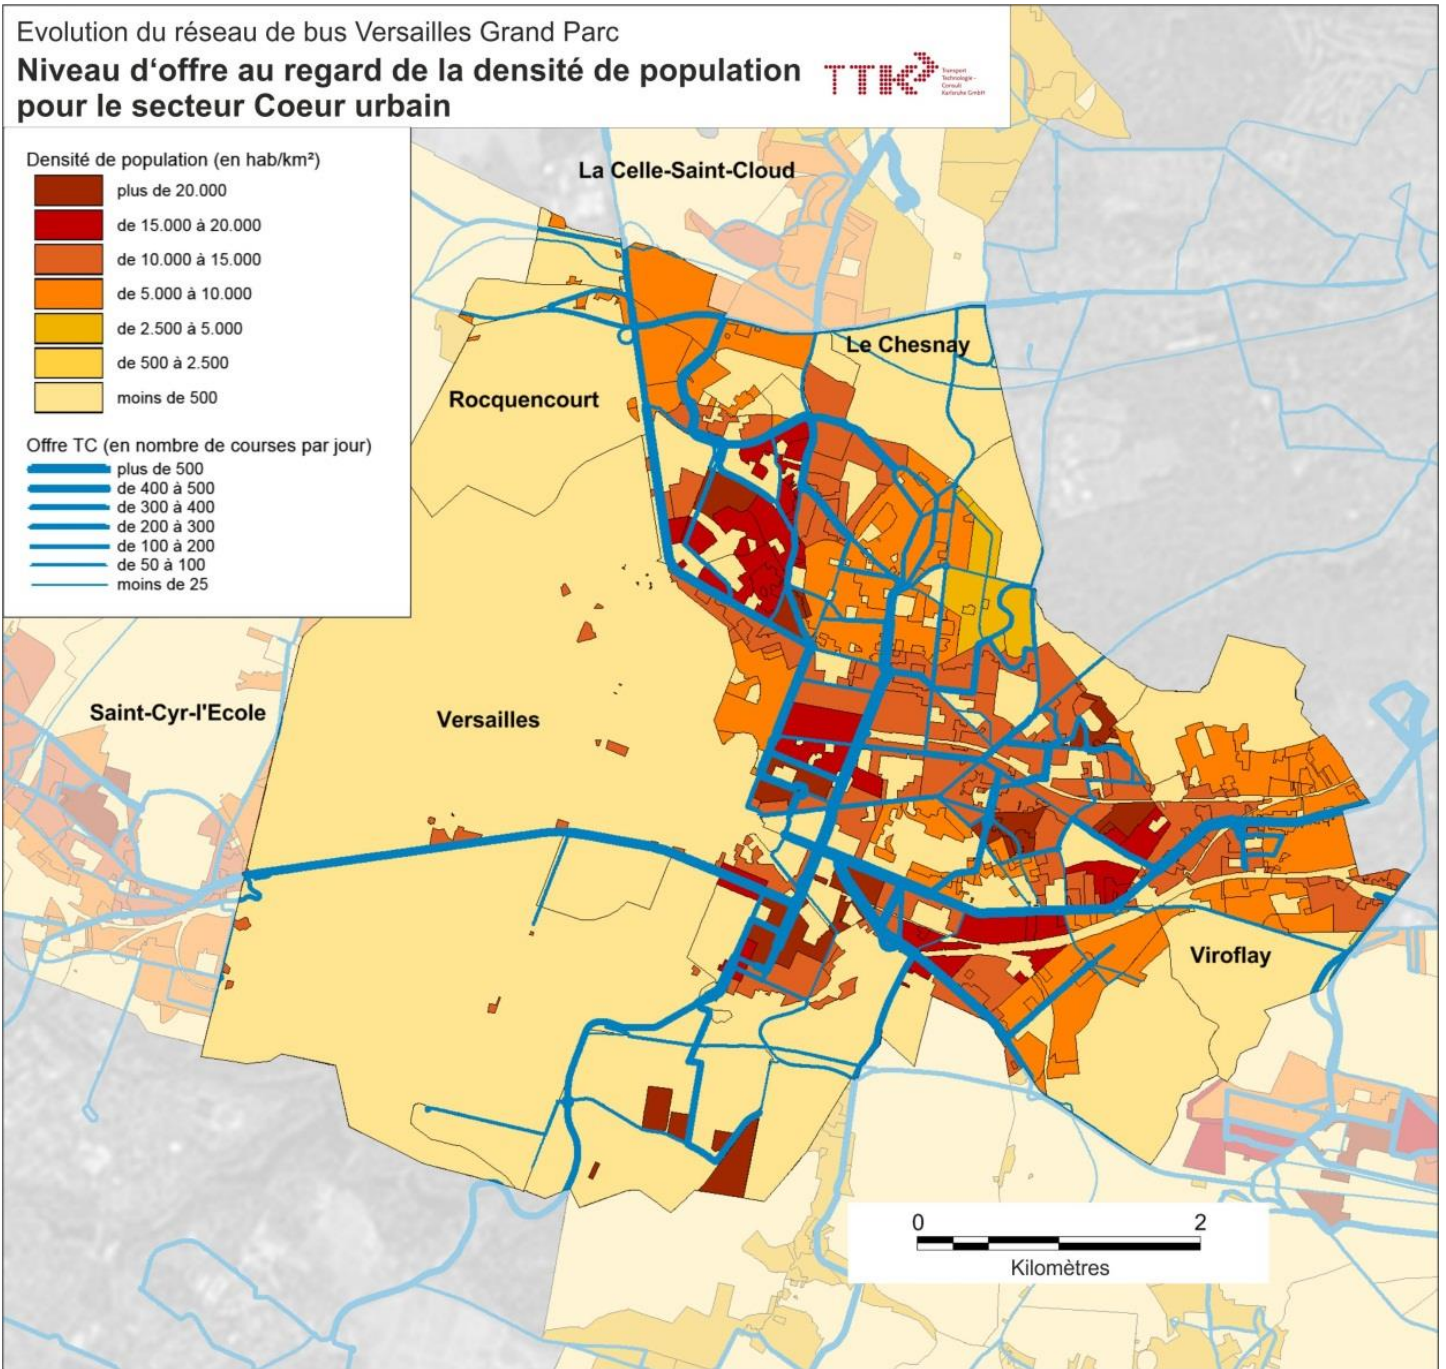 Evolution du réseau de bus Versailles Grand Parc
Niveau d‘offre au regard de la densité de population
pour le secteur Coeur urbain
TTK
Transport
Technologie -
Consult
Karlsruhe GmbH
Densité de population (en hab/km²)
plus de 20.000
de 15.000 à 20.000
de 10.000 à 15.000
de 5.000 à 10.000
de 2.500 à 5.000
de 500 à 2.500
moins de 500
Offre TC (en nombre de courses par jour)
plus de 500
de 400 à 500
de 300 à 400
de 200 à 300
de 100 à 200
de 50 à 100
moins de 25
La Celle-Saint-Cloud
Le Chesnay
Rocquencourt
Saint-Cyr-l'Ecole
Versailles
Viroflay
0 2
Kilomètres